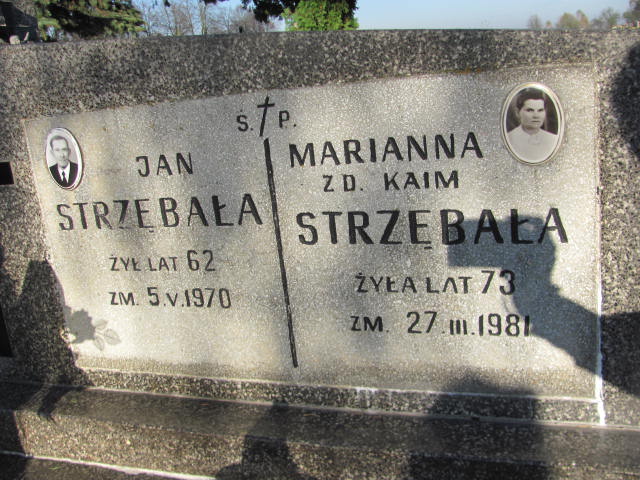 Ś.P.
JAN
STRZĘBAŁA
ŻYŁ LAT 62
ZM. 5.V.1970
MARIANNA
ZD. KAIM
STRZĘBAŁA
ŻYŁA LAT 73
ZM. 27.III.1981